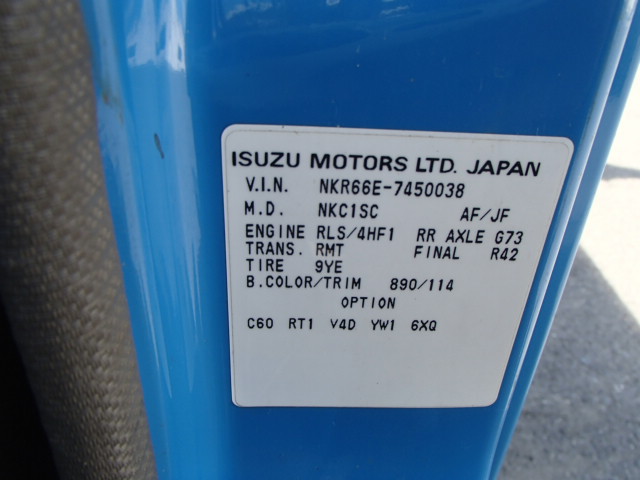 ISUZU MOTORS LTD. JAPAN
V.I.N. NKR66E-7450038
M.D. NKC1SC AF/JF
ENGINE RLS/4HF1 RR AXLE G73
TRANS. RMT FINAL R42
TIRE 9YE
B.COLOR/TRIM 890/114
OPTION
C60 RT1 V4D YW1 6XQ